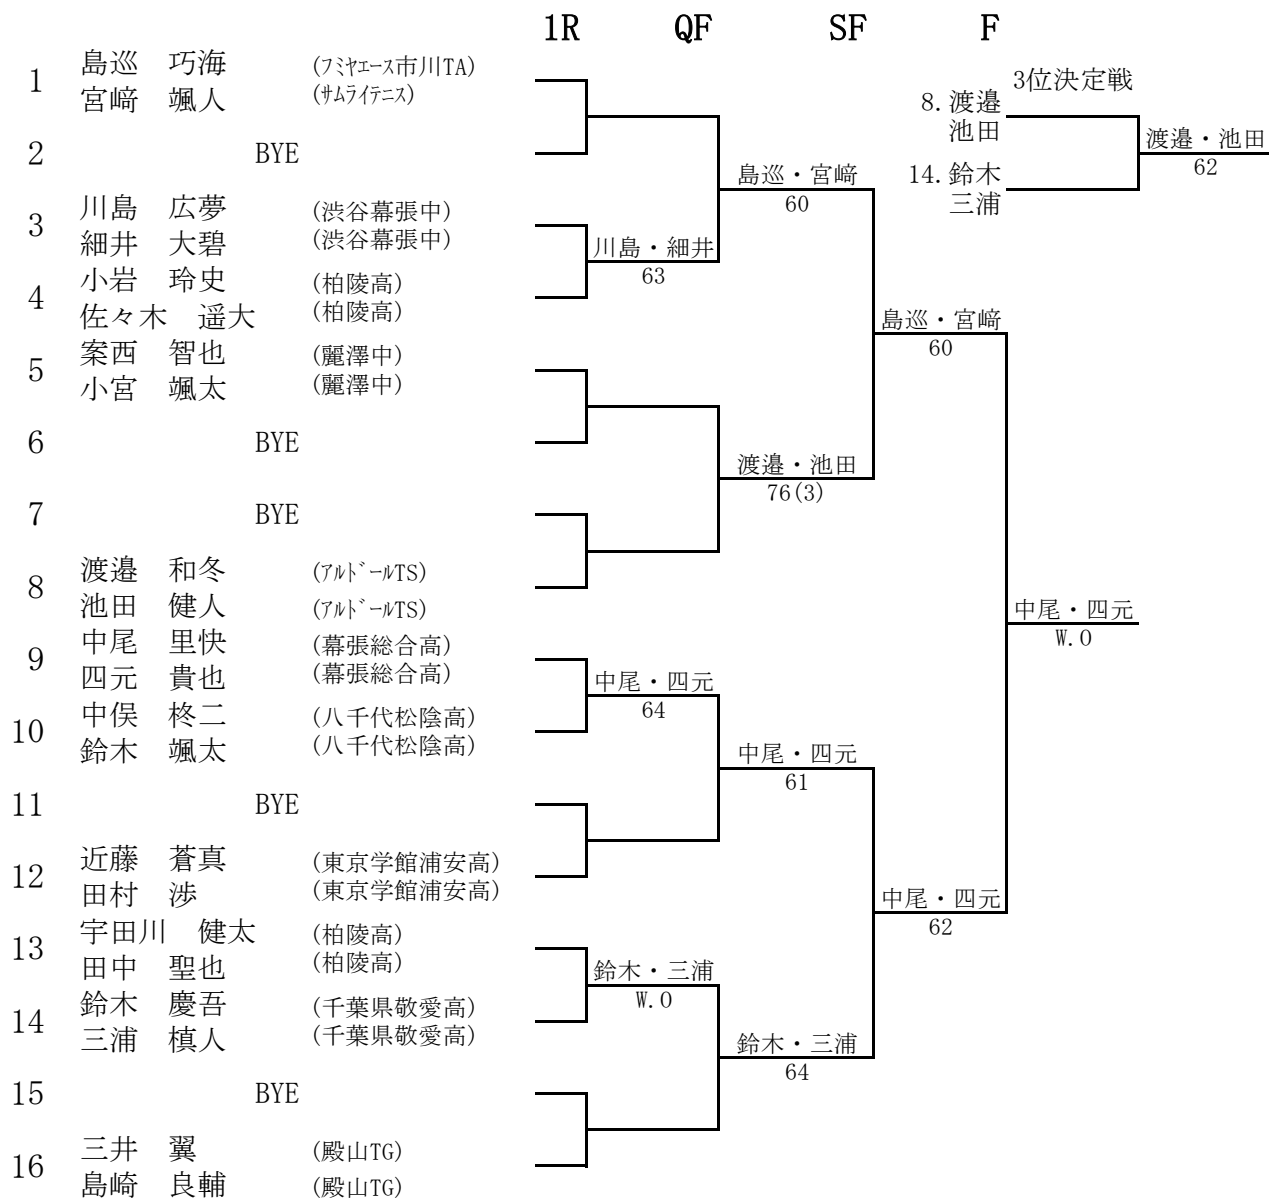 1R QF SF F
1 島巡 巧海 (フミヤエース市川TA)
宮﨑 颯人 (サムライテニス)
2 BYE
3 川島 広夢 (渋谷幕張中)
細井 大碧 (渋谷幕張中)
4 小岩 玲史 (柏陵高)
佐々木 遥大 (柏陵高)
5 案西 智也 (麗澤中)
小宮 颯太 (麗澤中)
6 BYE
7 BYE
8 渡邉 和冬 (アルドールTS)
池田 健人 (アルドールTS)
9 中尾 里快 (幕張総合高)
四元 貴也 (幕張総合高)
10 中俣 柊二 (八千代松陰高)
鈴木 颯太 (八千代松陰高)
11 BYE
12 近藤 蒼真 (東京学館浦安高)
田村 渉 (東京学館浦安高)
13 宇田川 健太 (柏陵高)
田中 聖也 (柏陵高)
14 鈴木 慶吾 (千葉県敬愛高)
三浦 槙人 (千葉県敬愛高)
15 BYE
16 三井 翼 (殿山TG)
島崎 良輔 (殿山TG)
川島・細井
63
中尾・四元
64
鈴木・三浦
W.O
島巡・宮﨑
60
渡邉・池田
76(3)
中尾・四元
61
鈴木・三浦
64
島巡・宮﨑
60
中尾・四元
62
中尾・四元
W.O
3位決定戦
8. 渡邉
池田
14. 鈴木
三浦
渡邉・池田
62